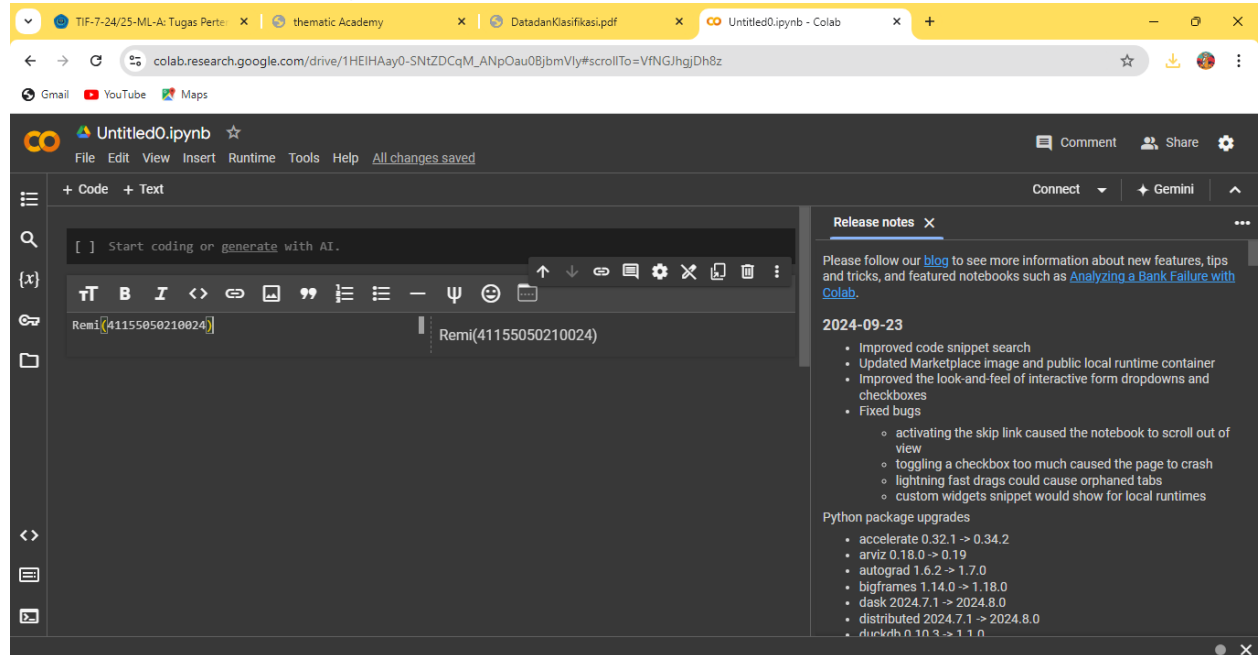 TIF-7-24/25-ML-A: Tugas Perter
thematic Academy
DatadanKlasifikasi.pdf
Untitled0.ipynb - Colab
colab.research.google.com/drive/1HEIHAay0-SNtZDCqM_ANpOau0BjbmVIy#scrollTo=VfNGJhgjDh8z
Gmail YouTube Maps
Untitled0.ipynb
Comment Share
File Edit View Insert Runtime Tools Help All changes saved
+ Code + Text
Connect Gemini
[ ] Start coding or generate with AI.
Remi(41155050210024)
Remi(41155050210024)
Release notes
Please follow our blog to see more information about new features, tips
and tricks, and featured notebooks such as Analyzing a Bank Failure with
Colab.
2024-09-23
• Improved code snippet search
• Updated Marketplace image and public local runtime container
• Improved the look-and-feel of interactive form dropdowns and
checkboxes
• Fixed bugs
◦ activating the skip link caused the notebook to scroll out of
view
◦ toggling a checkbox too much caused the page to crash
◦ lightning fast drags could cause orphaned tabs
◦ custom widgets snippet would show for local runtimes
Python package upgrades
• accelerate 0.32.1 -> 0.34.2
• arviz 0.18.0 -> 0.19
• autograd 1.6.2 -> 1.7.0
• bigframes 1.14.0 -> 1.18.0
• dask 2024.7.1 -> 2024.8.0
• distributed 2024.7.1 -> 2024.8.0
• duckdb 0.10.3 -> 1.1.0